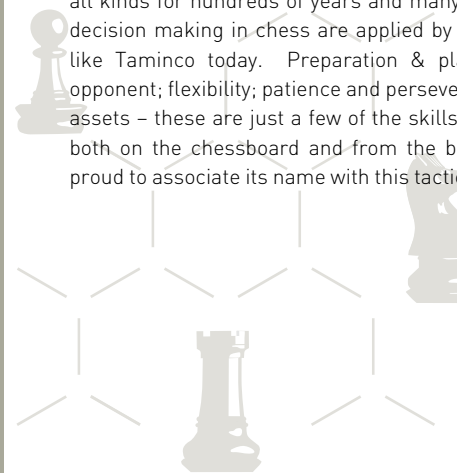 all kinds for hundreds of years and many
decision making in chess are applied by
like Taminco today. Preparation & pl
opponent; flexibility; patience and perseve
assets – these are just a few of the skills
both on the chessboard and from the b
proud to associate its name with this tacti